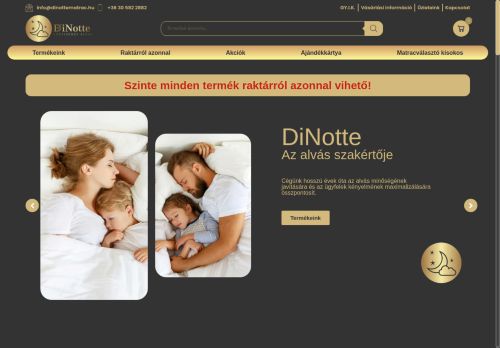 info@dinottematrac.hu +36 30 592 2892 GY.I.K. Vásárlási információ Üzleteink Kapcsolat
DiNotte
0
Termékeink Raktárról azonnal Akciók Ajándékkártya Matracválasztó kisokos
Szinte minden termék raktárról azonnal vihető!
DiNotte
Az alvás szakértője
Cégünk hosszú évek óta az alvás minőségének
javítására és az ügyfelek kényelmének maximalizálására
összpontosít.
Termékeink